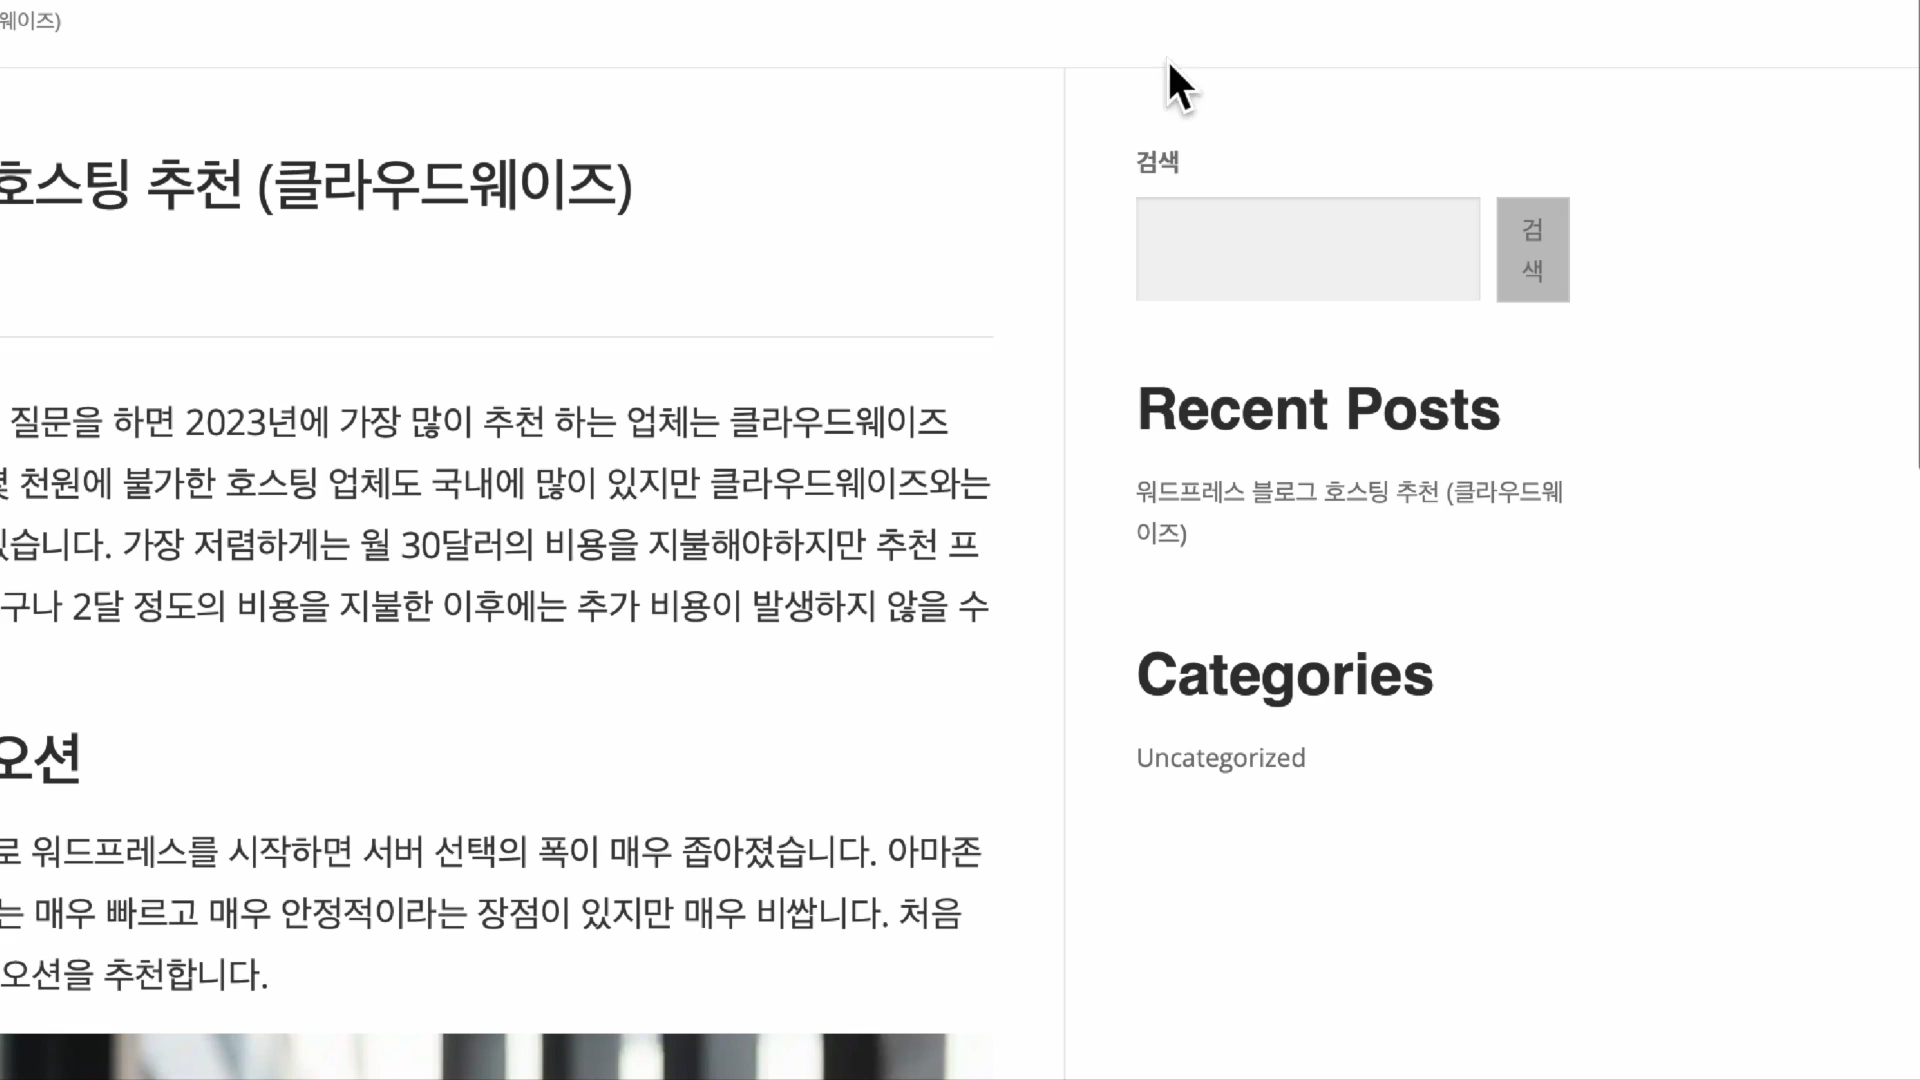 웨이즈)
호스팅 추천 (클라우드웨이즈)
질문을 하면 2023년에 가장 많이 추천 하는 업체는 클라우드웨이즈
천원에 불가한 호스팅 업체도 국내에 많이 있지만 클라우드웨이즈와는
있습니다. 가장 저렴하게는 월 30달러의 비용을 지불해야하지만 추천 프
구나 2달 정도의 비용을 지불한 이후에는 추가 비용이 발생하지 않을 수
오션
로 워드프레스를 시작하면 서버 선택의 폭이 매우 좁아졌습니다. 아마존
는 매우 빠르고 매우 안정적이라는 장점이 있지만 매우 비쌉니다. 처음
오션을 추천합니다.
검색
검
색
Recent Posts
워드프레스 블로그 호스팅 추천 (클라우드웨
이즈)
Categories
Uncategorized